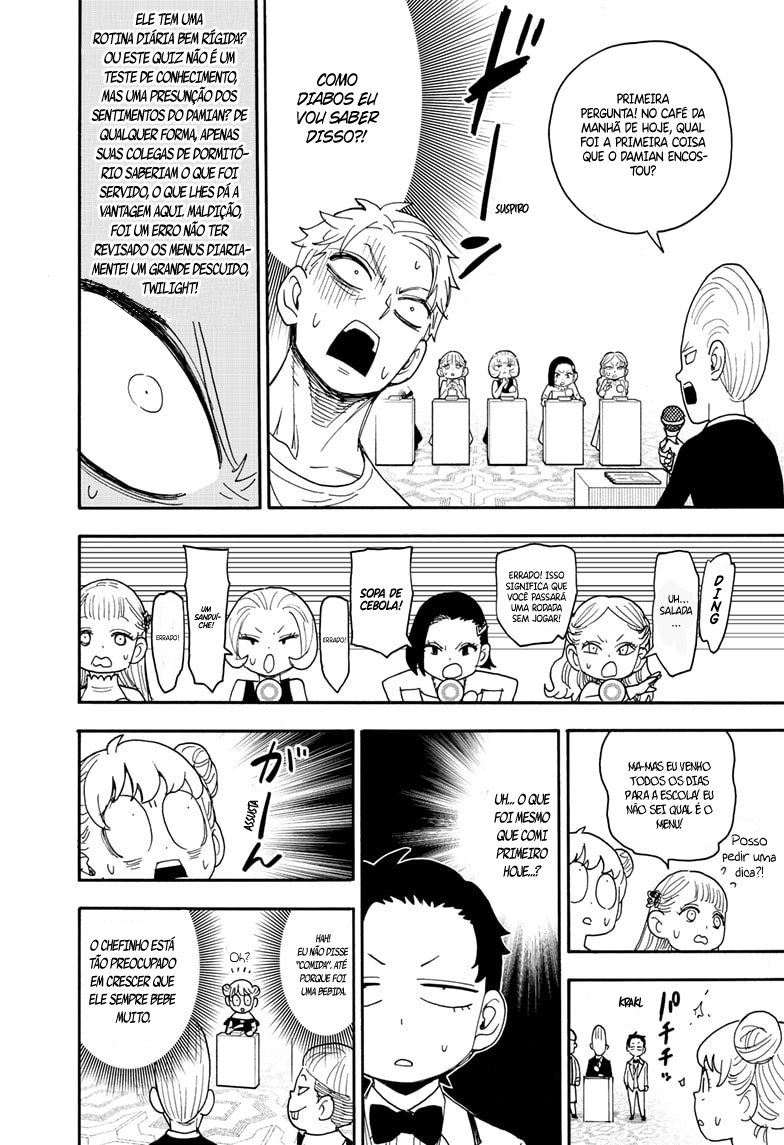 PRIMEIRA
PERGUNTA! NO CAFÉ DA
MANHÃ DE HOJE, QUAL
FOI A PRIMEIRA COISA
QUE O DAMIAN ENCOS-
TOU?
SUSPIRO
COMO
DIABOS EU
VOU SABER
DISSO?!
ELE TEM UMA
ROTINA DIÁRIA BEM RÍGIDA?
OU ESTE QUIZ NÃO É UM
TESTE DE CONHECIMENTO,
MAS UMA PRESUNÇÃO DOS
SENTIMENTOS DO DAMIAN? DE
QUALQUER FORMA, APENAS
SUAS COLEGAS DE DORMITÓ-
RIO SABERIAM O QUE FOI
SERVIDO, O QUE LHES DÁ A
VANTAGEM AQUI. MALDIÇÃO,
FOI UM ERRO NÃO TER
REVISADO OS MENUS DIARIA-
MENTE! UM GRANDE DESCUIDO,
TWILIGHT!
DING
UH...
SALADA
...
ERRADO! ISSO
SIGNIFICA QUE
VOCÊ PASSARÁ
UMA RODADA
SEM JOGAR!
SOPA DE
CEBOLA!
ERRADO!
UM
SANDUÍ-
CHE!
ERRADO!
MA-MAS EU VENHO
TODOS OS DIAS
PARA A ESCOLA! EU
NÃO SEI QUAL É O
MENU!
Posso
pedir uma
dica?!
UH... O QUE
FOI MESMO
QUE COMI
PRIMEIRO
HOJE...?
がーん
ASSUSTA
KRAKL
パチチ
HAH!
EU NÃO DISSE
"COMIDA". ATÉ
PORQUE FOI
UMA BEBIDA.
Oh?
O CHEFINHO ESTÁ
TÃO PREOCUPADO
EM CRESCER QUE
ELE SEMPRE BEBE
MUITO.